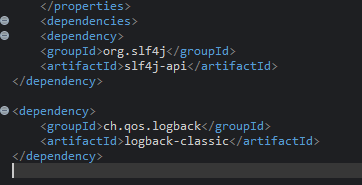 </properties>
<dependencies>
<dependency>
<groupId>org.slf4j</groupId>
<artifactId>slf4j-api</artifactId>
</dependency>
<dependency>
<groupId>ch.qos.logback</groupId>
<artifactId>logback-classic</artifactId>
</dependency>